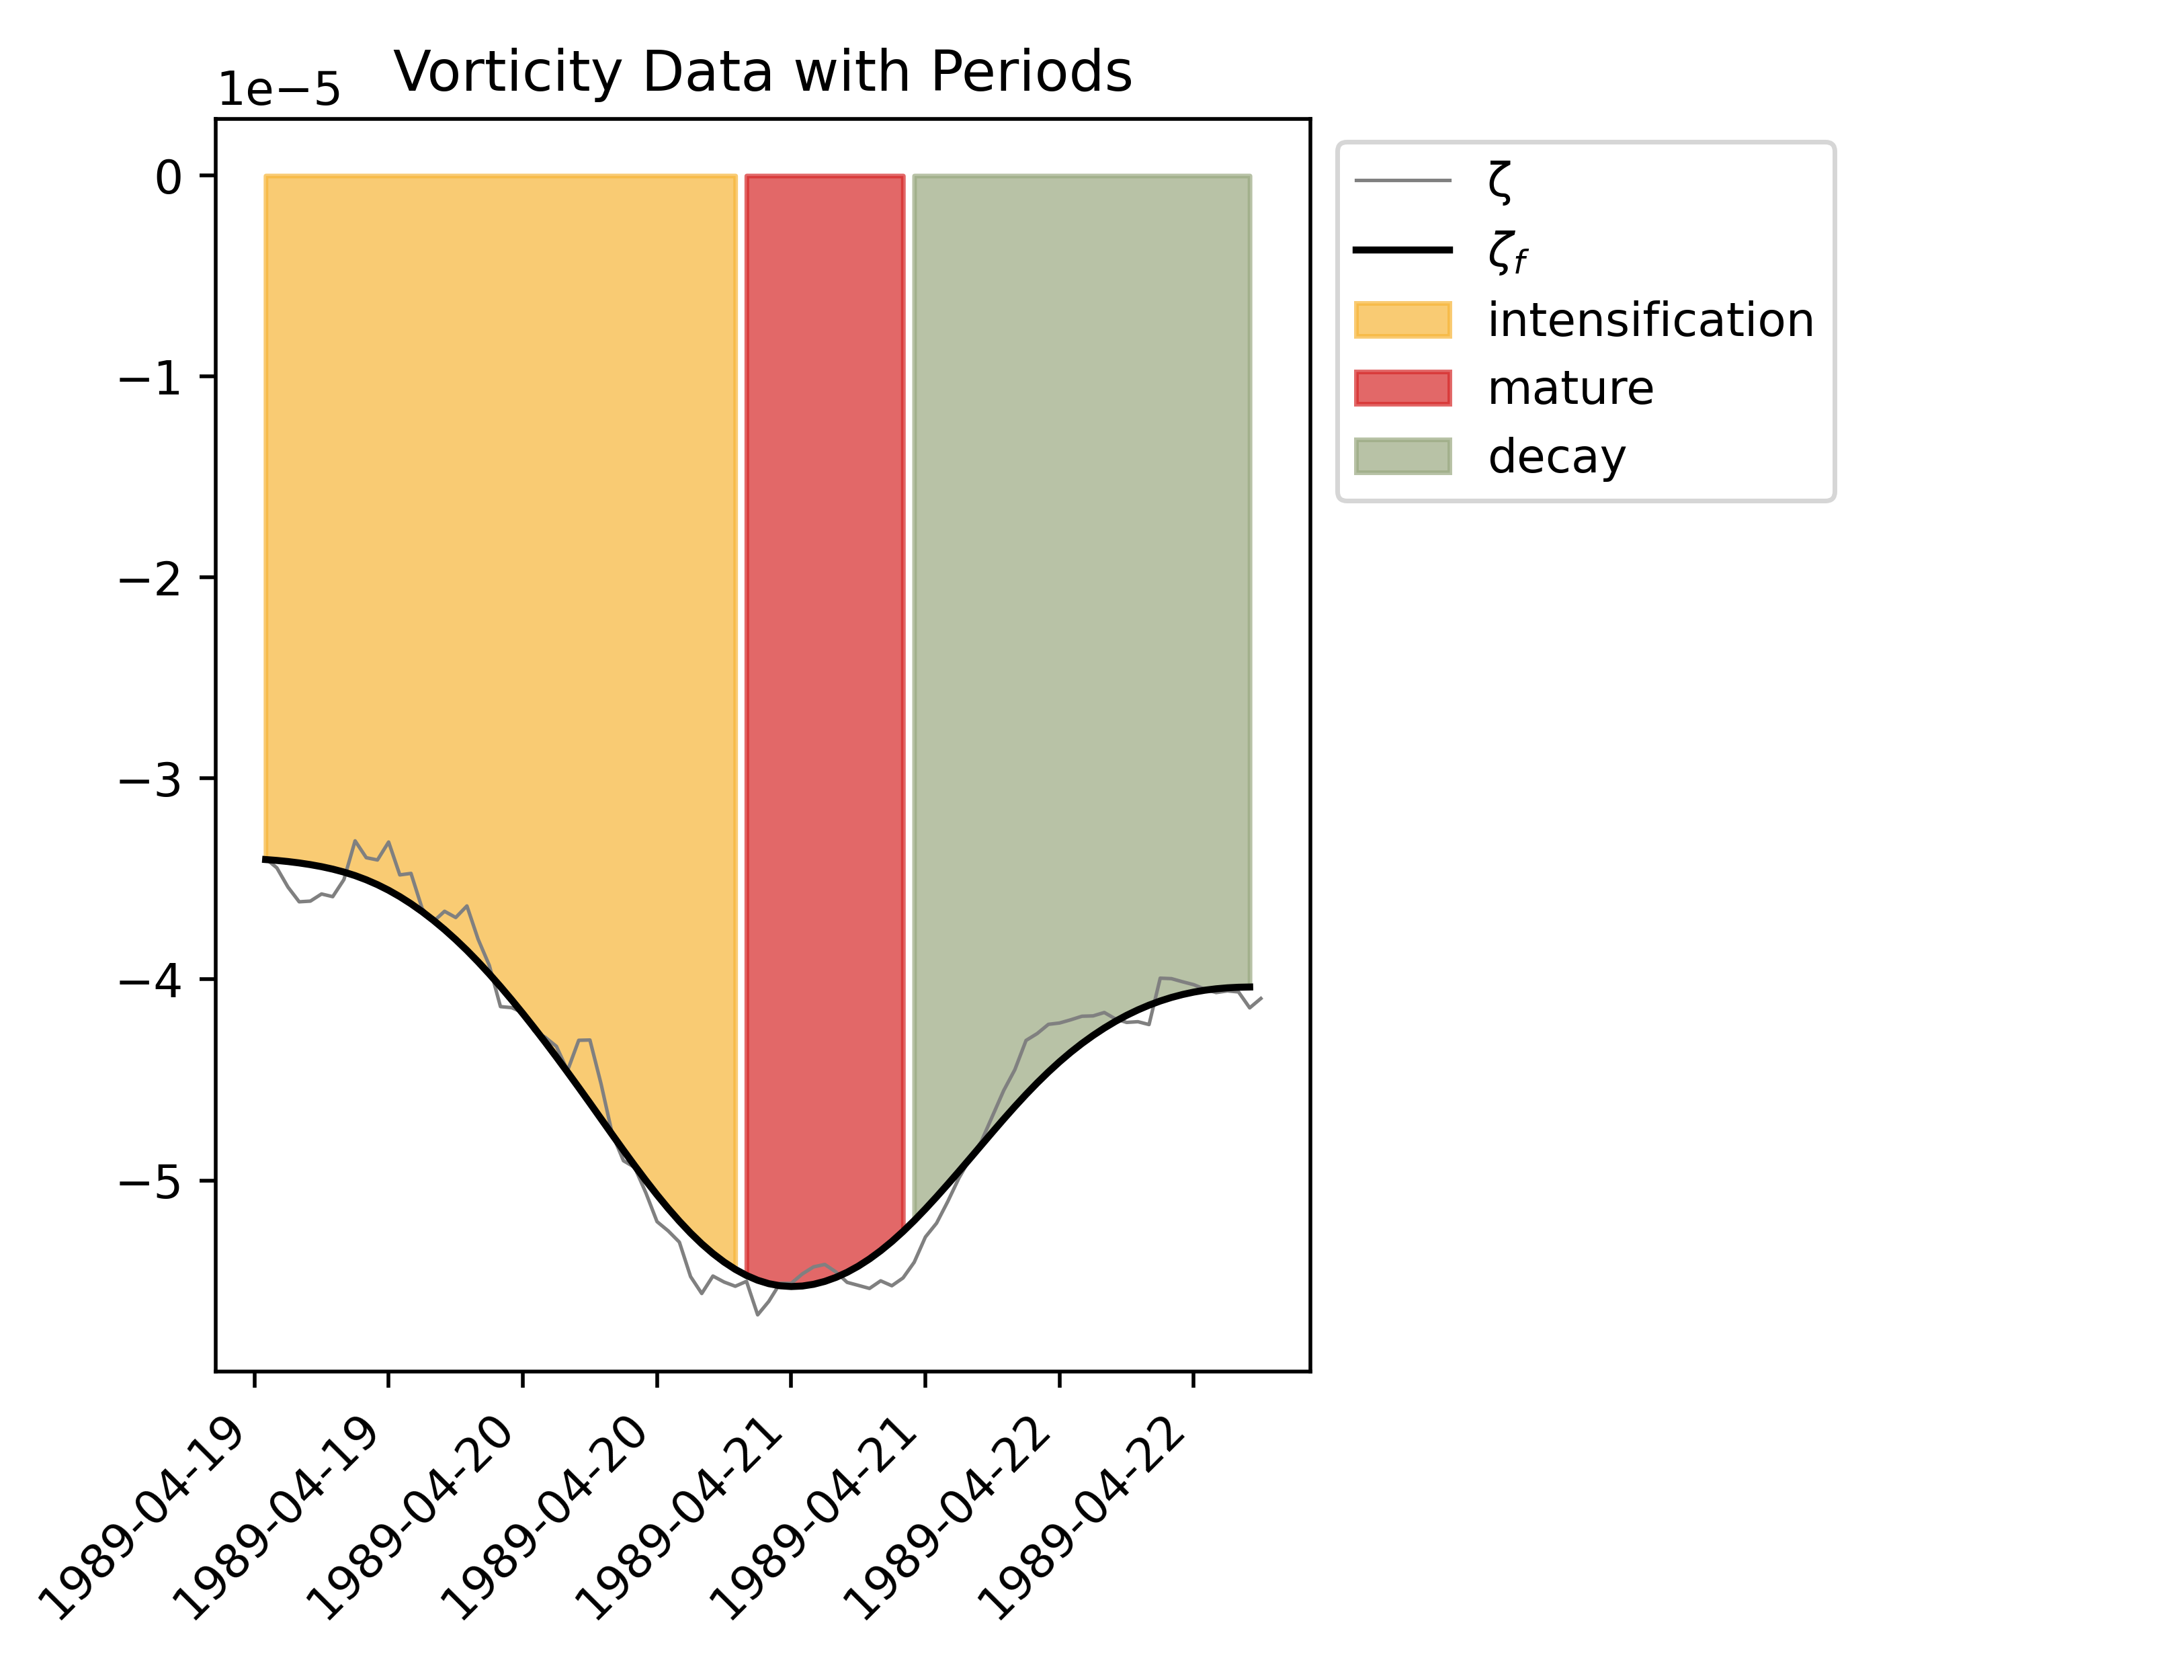 Vorticity Data with Periods
1e−5
0
−1
−2
−3
−4
−5
1989-04-19
1989-04-19
1989-04-20
1989-04-20
1989-04-21
1989-04-21
1989-04-22
1989-04-22
ζ
ζf
intensification
mature
decay